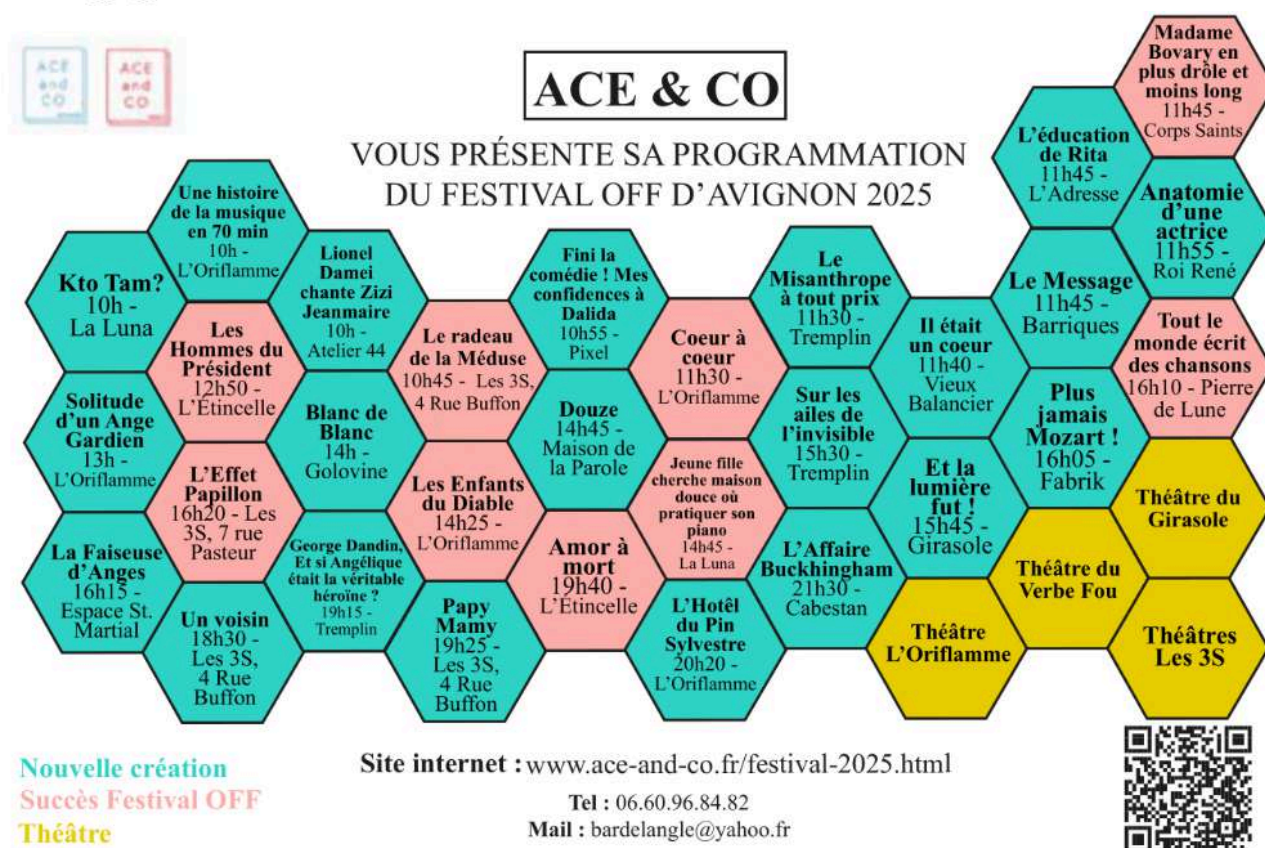 ACE
and
CO
ACE
and
CO
ACE & CO
VOUS PRÉSENTE SA PROGRAMMATION
DU FESTIVAL OFF D'AVIGNON 2025
Kto Tam?
10h -
La Luna
Solitude
d'un Ange
Gardien
13h -
L'Oriflamme
La Faiseuse
d'Anges
16h15 -
Espace St.
Martial
Une histoire
de la musique
en 70 min
10h -
L'Oriflamme
Les
Hommes du
Président
12h50 -
L'Étincelle
L'Effet
Papillon
16h20 - Les
3S, 7 rue
Pasteur
Un voisin
18h30 -
Les 3S,
4 Rue
Buffon
Lionel
Damei
chante Zizi
Jeanmaire
10h -
Atelier 44
Blanc de
Blanc
14h -
Golovine
George Dandin,
Et si Angélique
était la véritable
héroïne ?
19h15 -
Tremplin
Le radeau
de la Méduse
10h45 - Les 3S,
4 Rue Buffon
Les Enfants
du Diable
14h25 -
L'Oriflamme
Papy
Mamy
19h25 -
Les 3S,
4 Rue
Buffon
Fini la
comédie ! Mes
confidences à
Dalida
10h55 -
Pixel
Douze
14h45 -
Maison de
la Parole
Amor à
mort
19h40 -
L'Étincelle
Coeur à
coeur
11h30 -
L'Oriflamme
Jeune fille
cherche maison
douce où
pratiquer son
piano
14h45 -
La Luna
L'Hotêl
du Pin
Sylvestre
20h20 -
L'Oriflamme
Le
Misanthrope
à tout prix
11h30 -
Tremplin
Sur les
ailes de
l'invisible
15h30 -
Tremplin
L'Affaire
Buckhingham
21h30 -
Cabestan
Il était
un coeur
11h40 -
Vieux
Balancier
Et la
lumière
fut !
15h45 -
Girasole
Théâtre
L'Oriflamme
L'éducation
de Rita
11h45 -
L'Adresse
Le Message
11h45 -
Barriques
Plus
jamais
Mozart !
16h05 -
Fabrik
Théâtre du
Verbe Fou
Madame
Bovary en
plus drôle et
moins long
11h45 -
Corps Saints
Anatomie
d'une
actrice
11h55 -
Roi René
Tout le
monde écrit
des chansons
16h10 - Pierre
de Lune
Théâtre du
Girasole
Théâtres
Les 3S
Nouvelle création
Succès Festival OFF
Théâtre
Site internet : www.ace-and-co.fr/festival-2025.html
Tel : 06.60.96.84.82
Mail : bardelangle@yahoo.fr